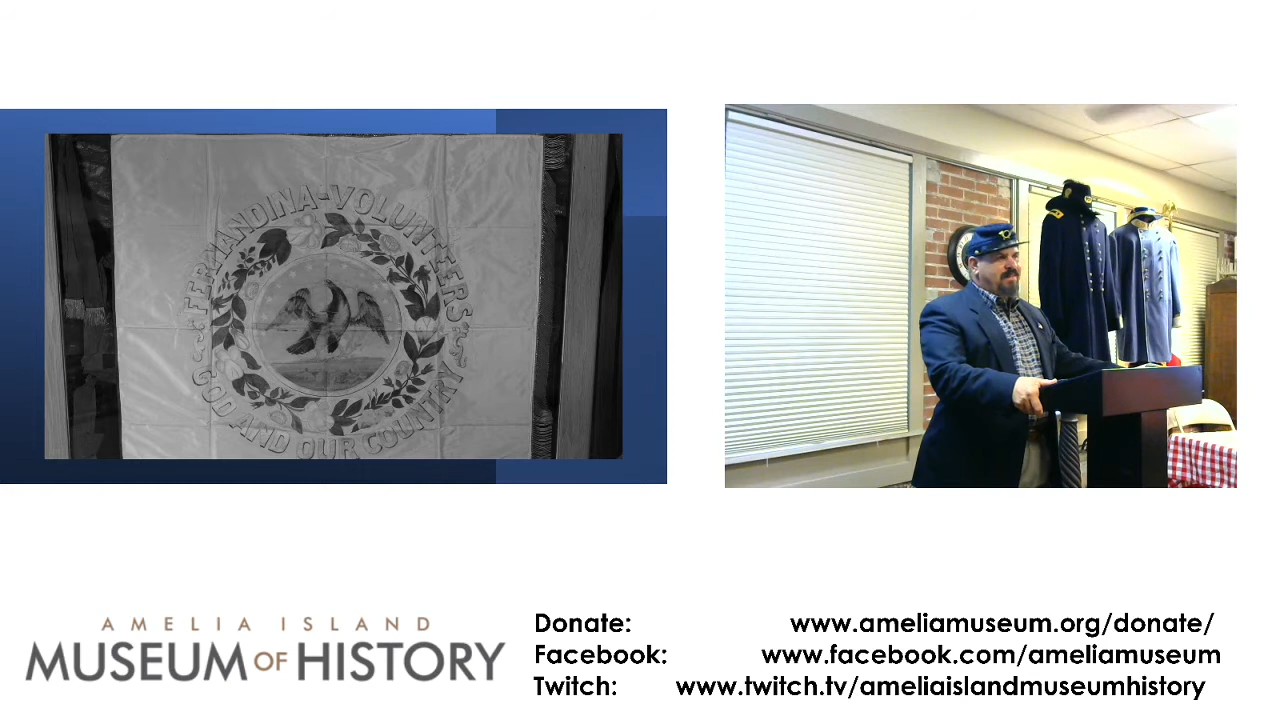 FERNANDINA-VOLUNTEERS
GOD AND OUR COUNTRY
AMELIA ISLAND
MUSEUM OF HISTORY
Donate: www.ameliamuseum.org/donate/
Facebook: www.facebook.com/ameliamuseum
Twitch: www.twitch.tv/ameliaislandmuseumhistory